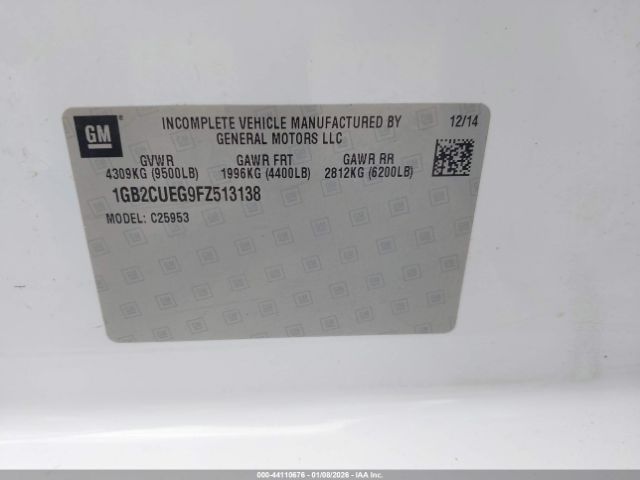 GM
INCOMPLETE VEHICLE MANUFACTURED BY
GENERAL MOTORS LLC
12/14
GVWR GAWR FRT GAWR RR
4309KG (9500LB) 1996KG (4400LB) 2812KG (6200LB)
1GB2CUEG9FZ513138
MODEL: C25953
000-44110676 | 01/08/2026 | IAA Inc.